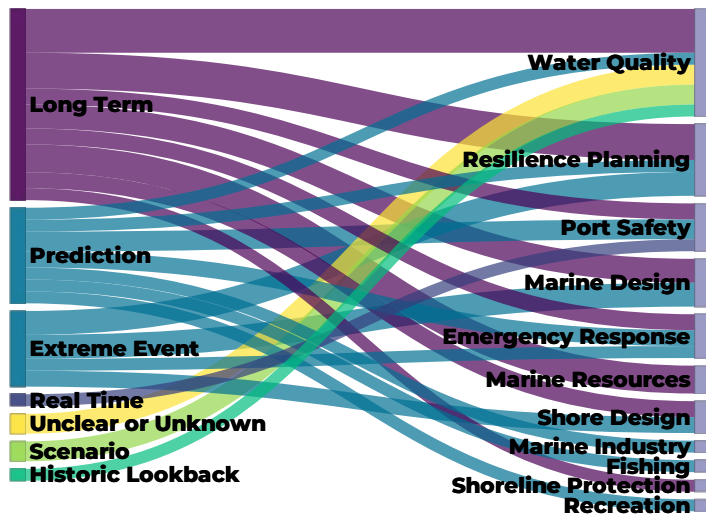 Long Term
Prediction
Extreme Event
Real Time
Unclear or Unknown
Scenario
Historic Lookback
Water Quality
Resilience Planning
Port Safety
Marine Design
Emergency Response
Marine Resources
Shore Design
Marine Industry
Fishing
Shoreline Protection
Recreation